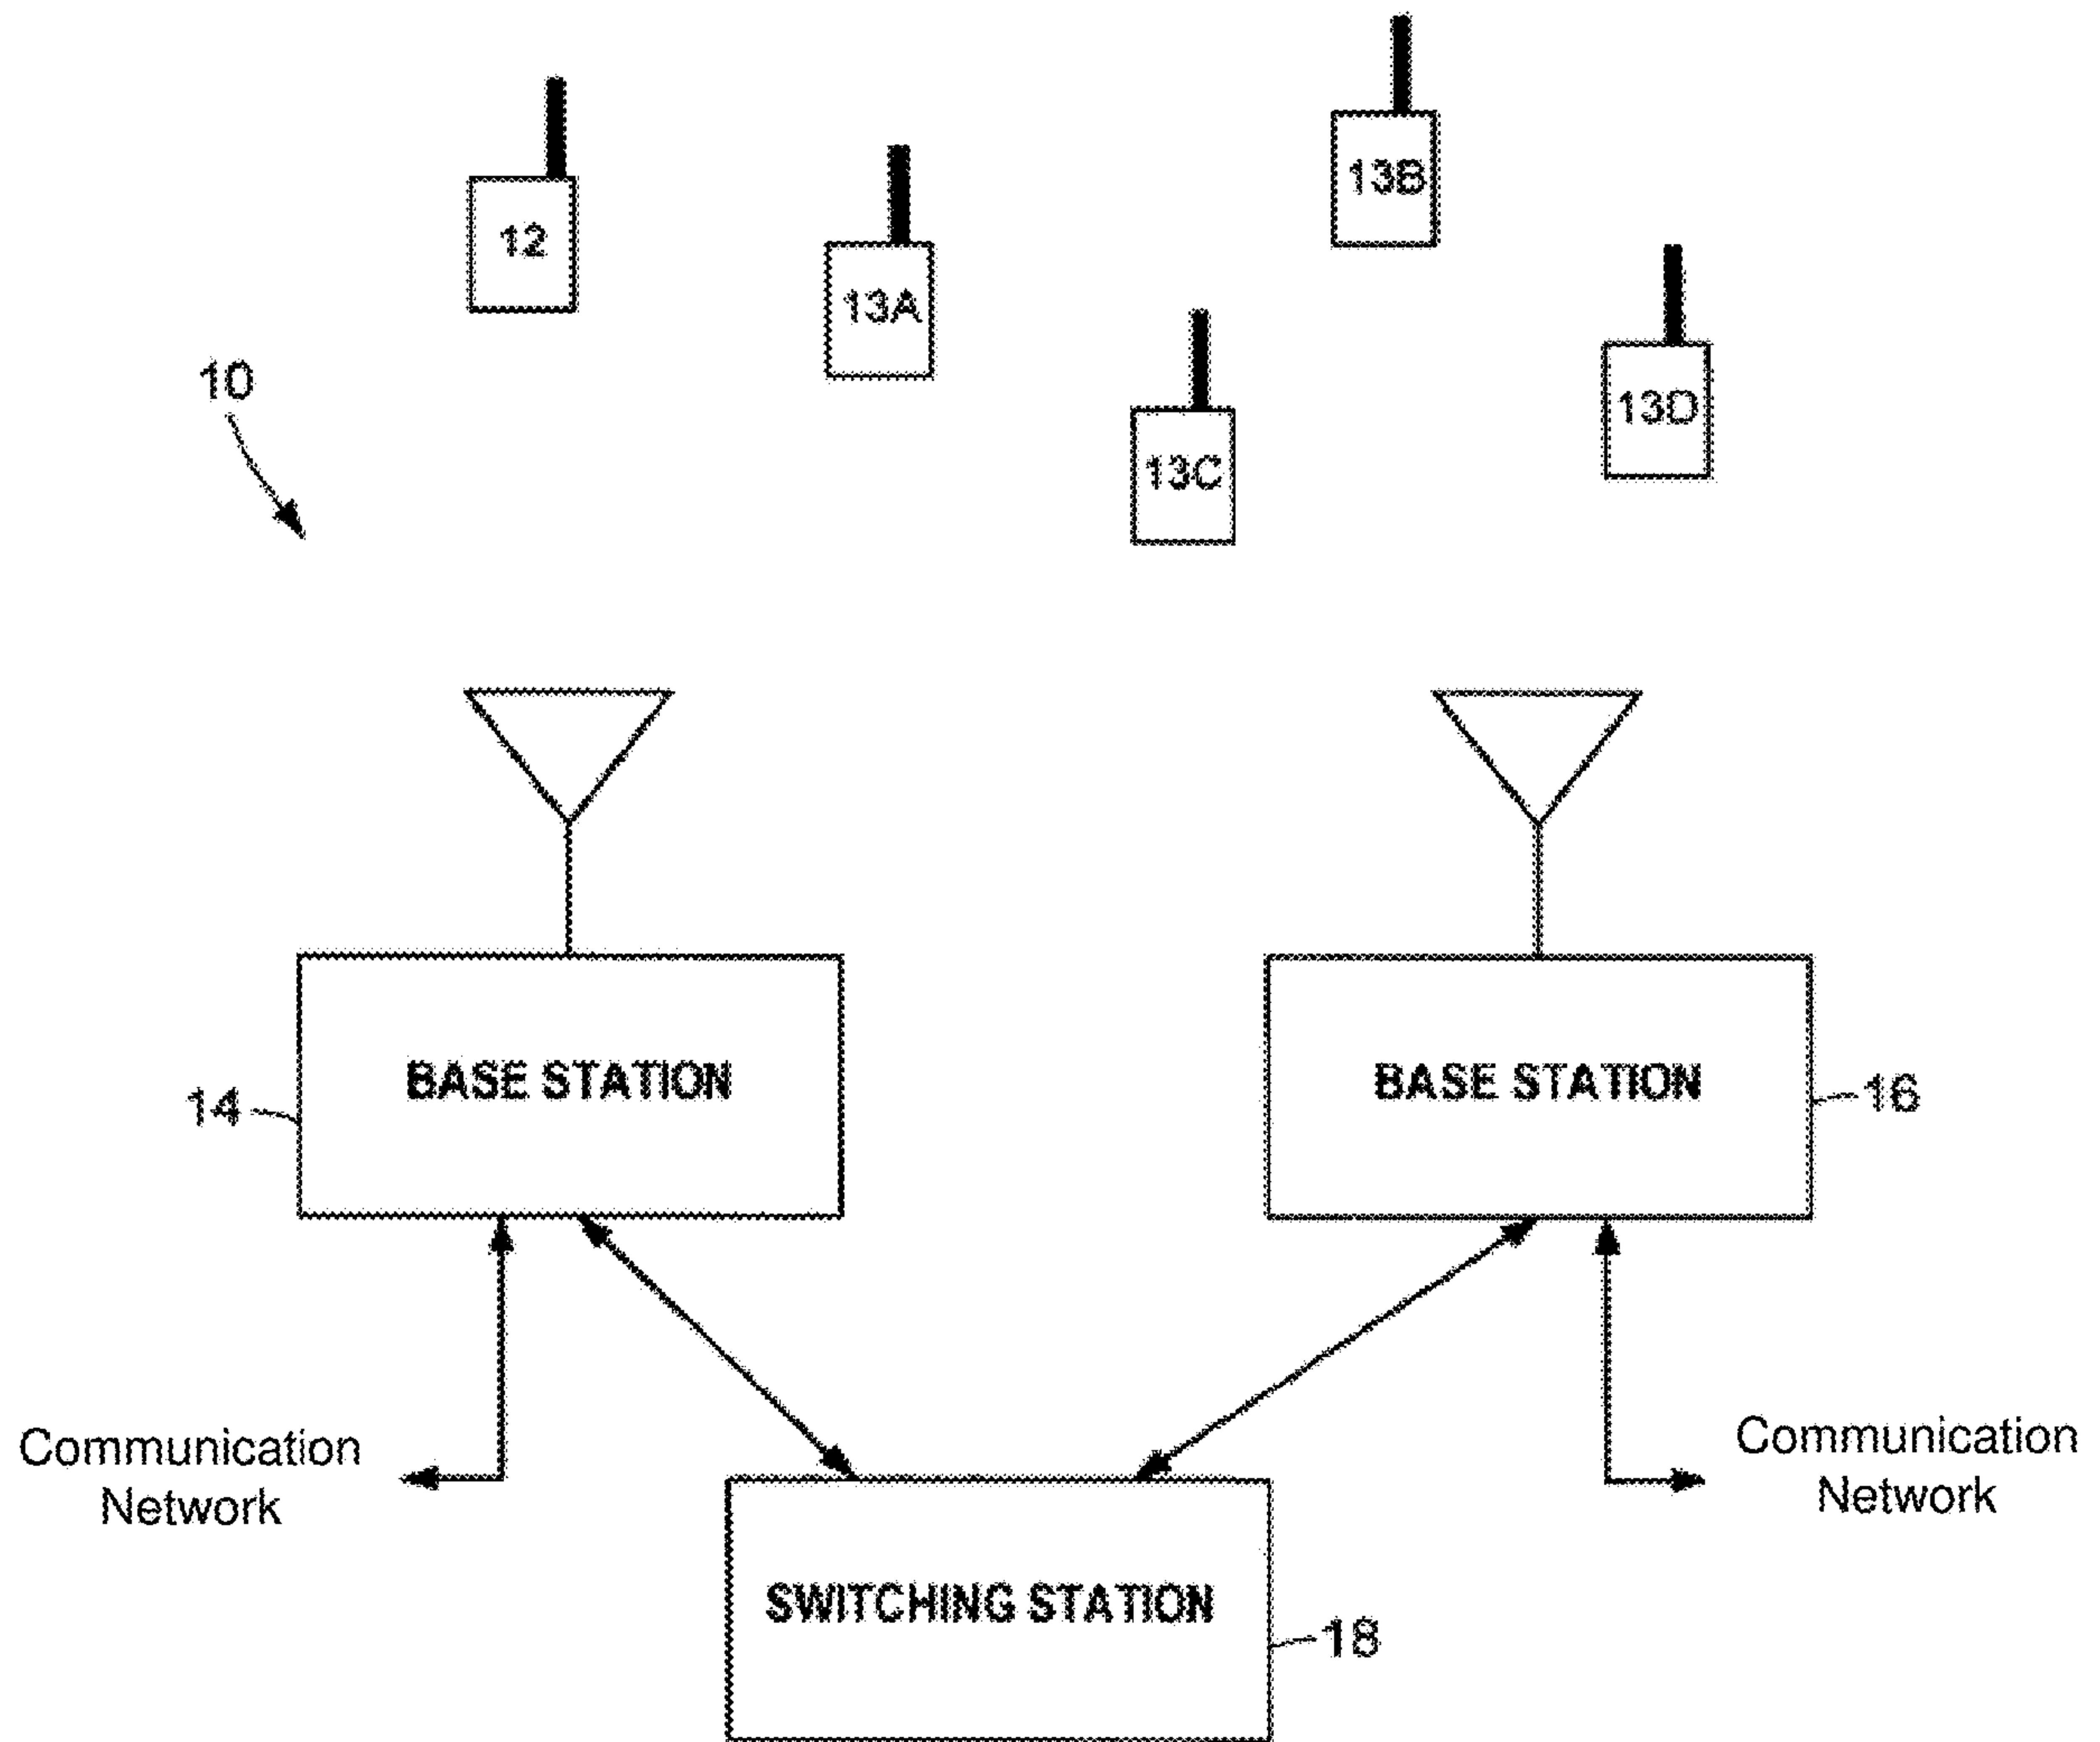 13B
12
13A
10
13D
13C
BASE STATION
BASE STATION
14
16
Communication
Network
Communication
Network
SWITCHING STATION
18